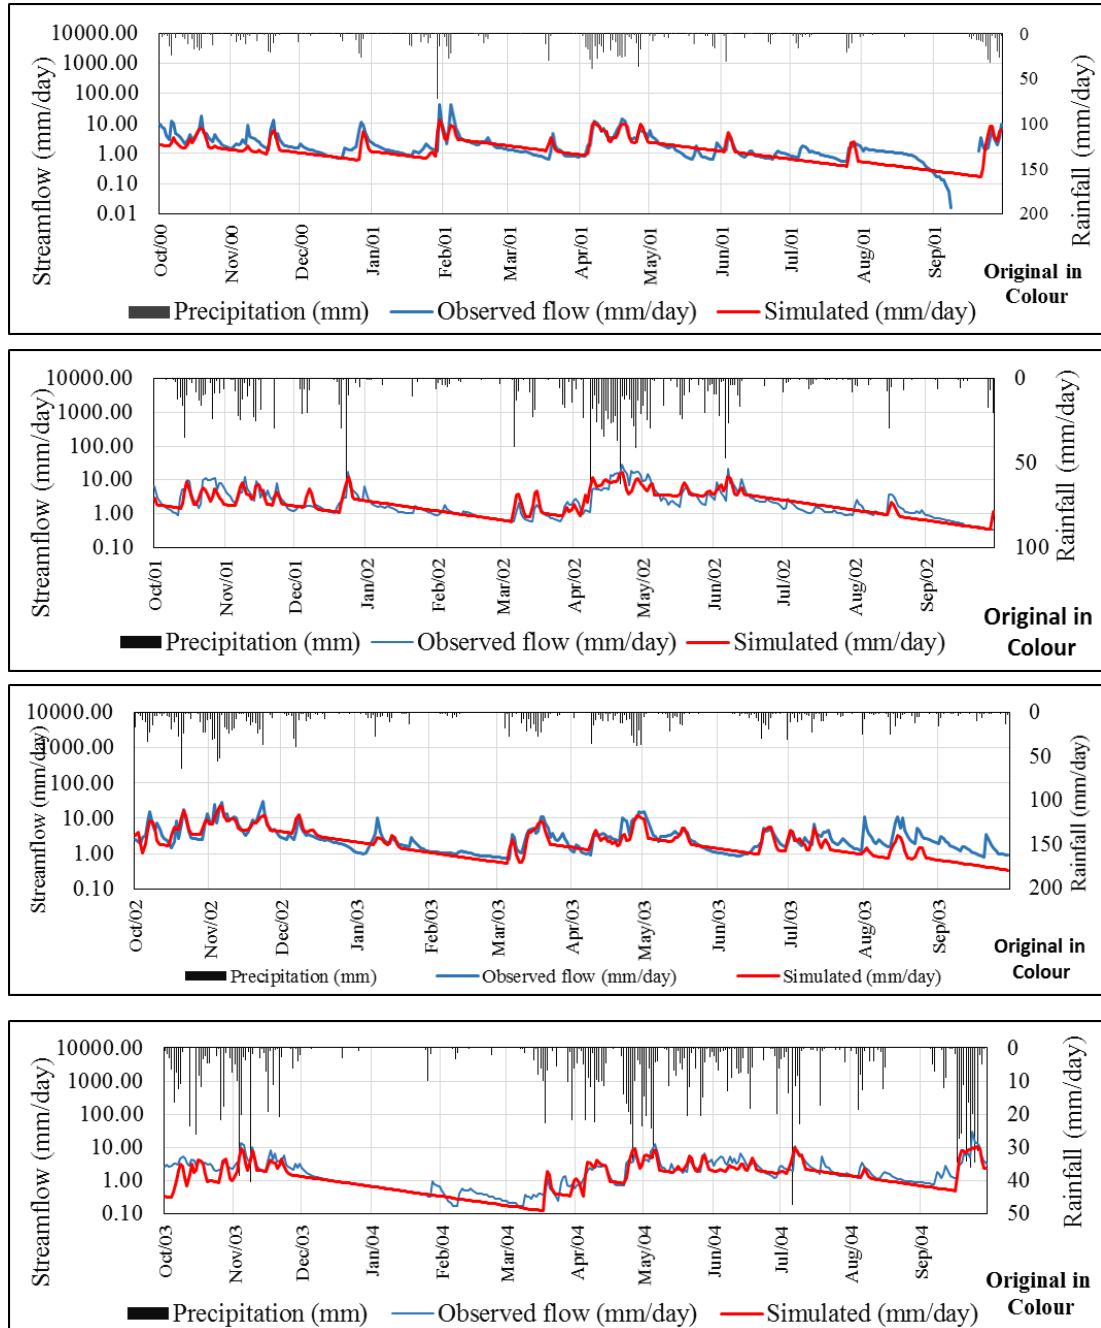 10000.00
1000.00
100.00
10.00
1.00
0.10
0.01
Streamflow (mm/day)
0
50
100
150
200
Rainfall (mm/day)
Oct/00 Nov/00 Dec/00 Jan/01 Feb/01 Mar/01 Apr/01 May/01 Jun/01 Jul/01 Aug/01 Sep/01
Original in
Colour
Precipitation (mm) Observed flow (mm/day) Simulated (mm/day)
10000.00
1000.00
100.00
10.00
1.00
0.10
Streamflow (mm/day)
0
50
100
Rainfall (mm/day)
Oct/01 Nov/01 Dec/01 Jan/02 Feb/02 Mar/02 Apr/02 May/02 Jun/02 Jul/02 Aug/02 Sep/02
Original in
Colour
Precipitation (mm) Observed flow (mm/day) Simulated (mm/day)
10000.00
1000.00
100.00
10.00
1.00
0.10
Streamflow (mm/day)
0
50
100
150
200
Rainfall (mm/day)
Oct/02 Nov/02 Dec/02 Jan/03 Feb/03 Mar/03 Apr/03 May/03 Jun/03 Jul/03 Aug/03 Sep/03
Original in
Colour
Precipitation (mm) Observed flow (mm/day) Simulated (mm/day)
10000.00
1000.00
100.00
10.00
1.00
0.10
Streamflow (mm/day)
0
10
20
30
40
50
Rainfall (mm/day)
Oct/03 Nov/03 Dec/03 Jan/04 Feb/04 Mar/04 Apr/04 May/04 Jun/04 Jul/04 Aug/04 Sep/04
Original in
Colour
Precipitation (mm) Observed flow (mm/day) Simulated (mm/day)